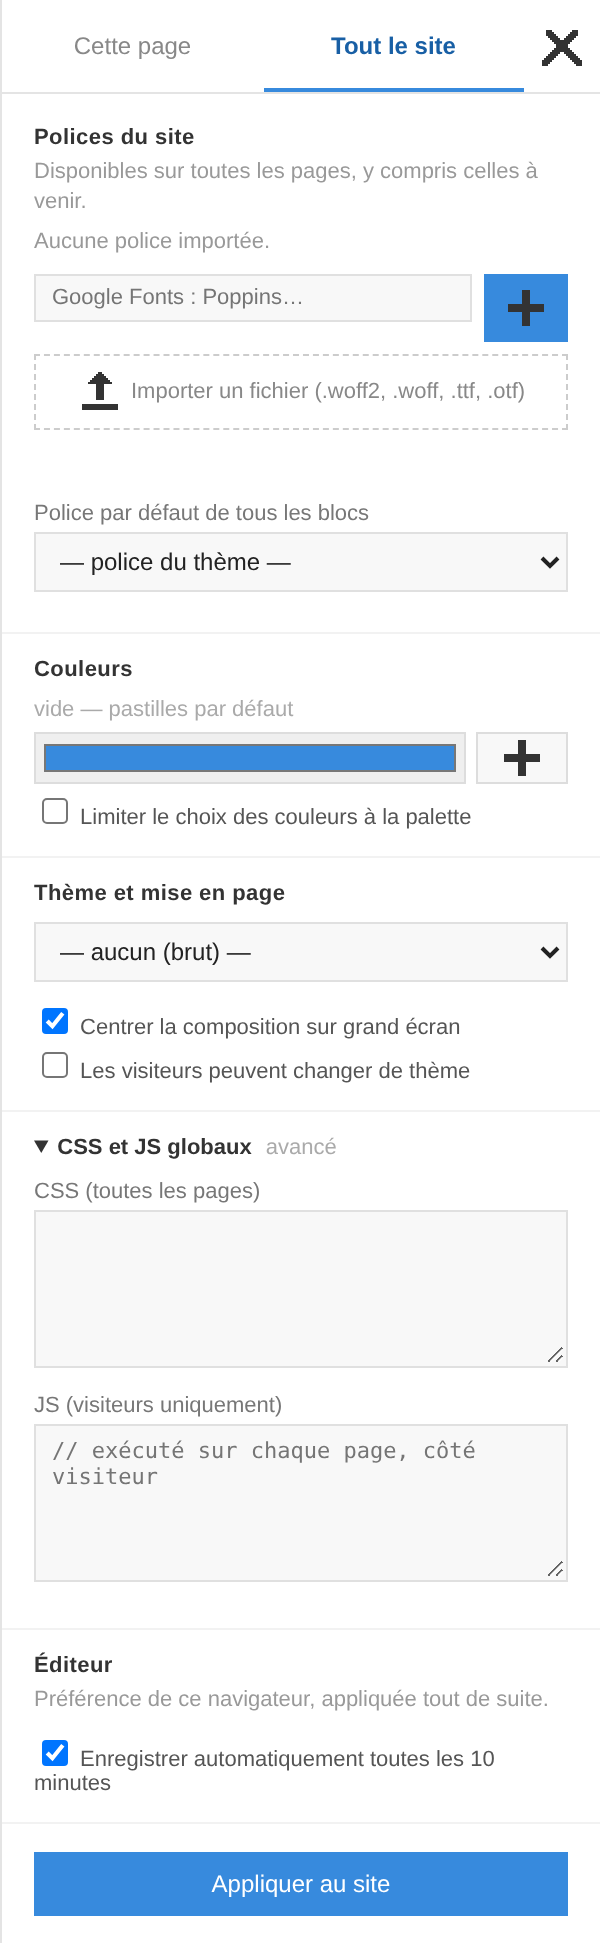 Cette page
Tout le site
Polices du site
Disponibles sur toutes les pages, y compris celles à
venir.
Aucune police importée.
Google Fonts : Poppins…
Importer un fichier (.woff2, .woff, .ttf, .otf)
Police par défaut de tous les blocs
— police du thème —
Couleurs
vide — pastilles par défaut
Limiter le choix des couleurs à la palette
Thème et mise en page
— aucun (brut) —
Centrer la composition sur grand écran
Les visiteurs peuvent changer de thème
CSS et JS globaux avancé
CSS (toutes les pages)
JS (visiteurs uniquement)
// exécuté sur chaque page, côté
visiteur
Éditeur
Préférence de ce navigateur, appliquée tout de suite.
Enregistrer automatiquement toutes les 10
minutes
Appliquer au site